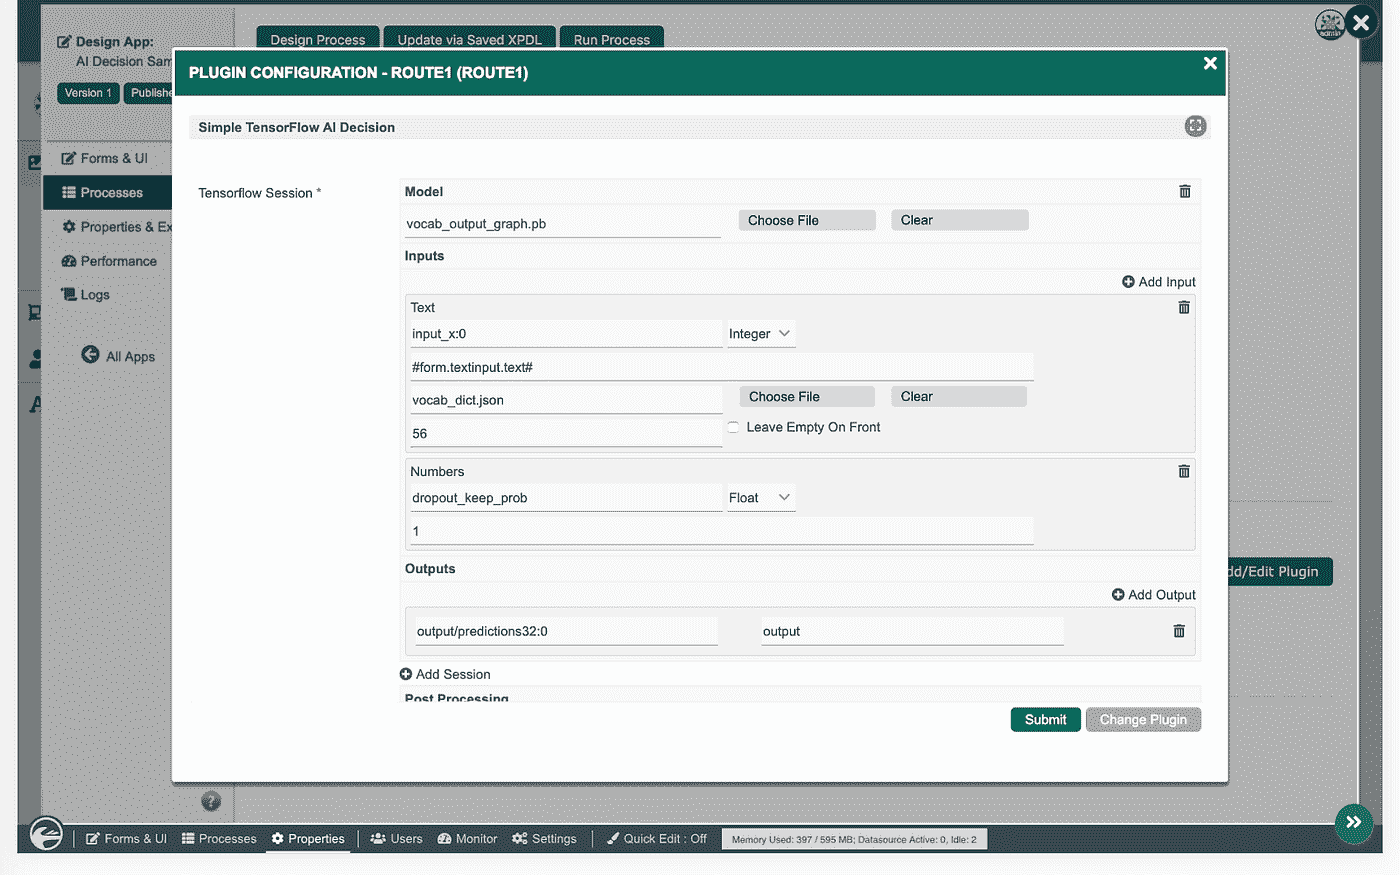 Design App:
AI Decision Sam
Version 1 Publishe
Design Process Update via Saved XPDL Run Process
admin
PLUGIN CONFIGURATION - ROUTE1 (ROUTE1)
Simple TensorFlow AI Decision
Forms & UI
Processes
Properties & Ex
Performance
Logs
All Apps
Tensorflow Session *
Model
vocab_output_graph.pb Choose File Clear
Inputs
Add Input
Text
input_x:0 Integer
#form.textinput.text#
vocab_dict.json Choose File Clear
56 Leave Empty On Front
Numbers
dropout_keep_prob Float
1
Outputs
Add Output
output/predictions32:0 output
Add Session
Post Processing
Submit Change Plugin
dd/Edit Plugin
?
Forms & UI Processes Properties Users Monitor Settings Quick Edit : Off Memory Used: 397 / 595 MB; Datasource Active: 0, Idle: 2